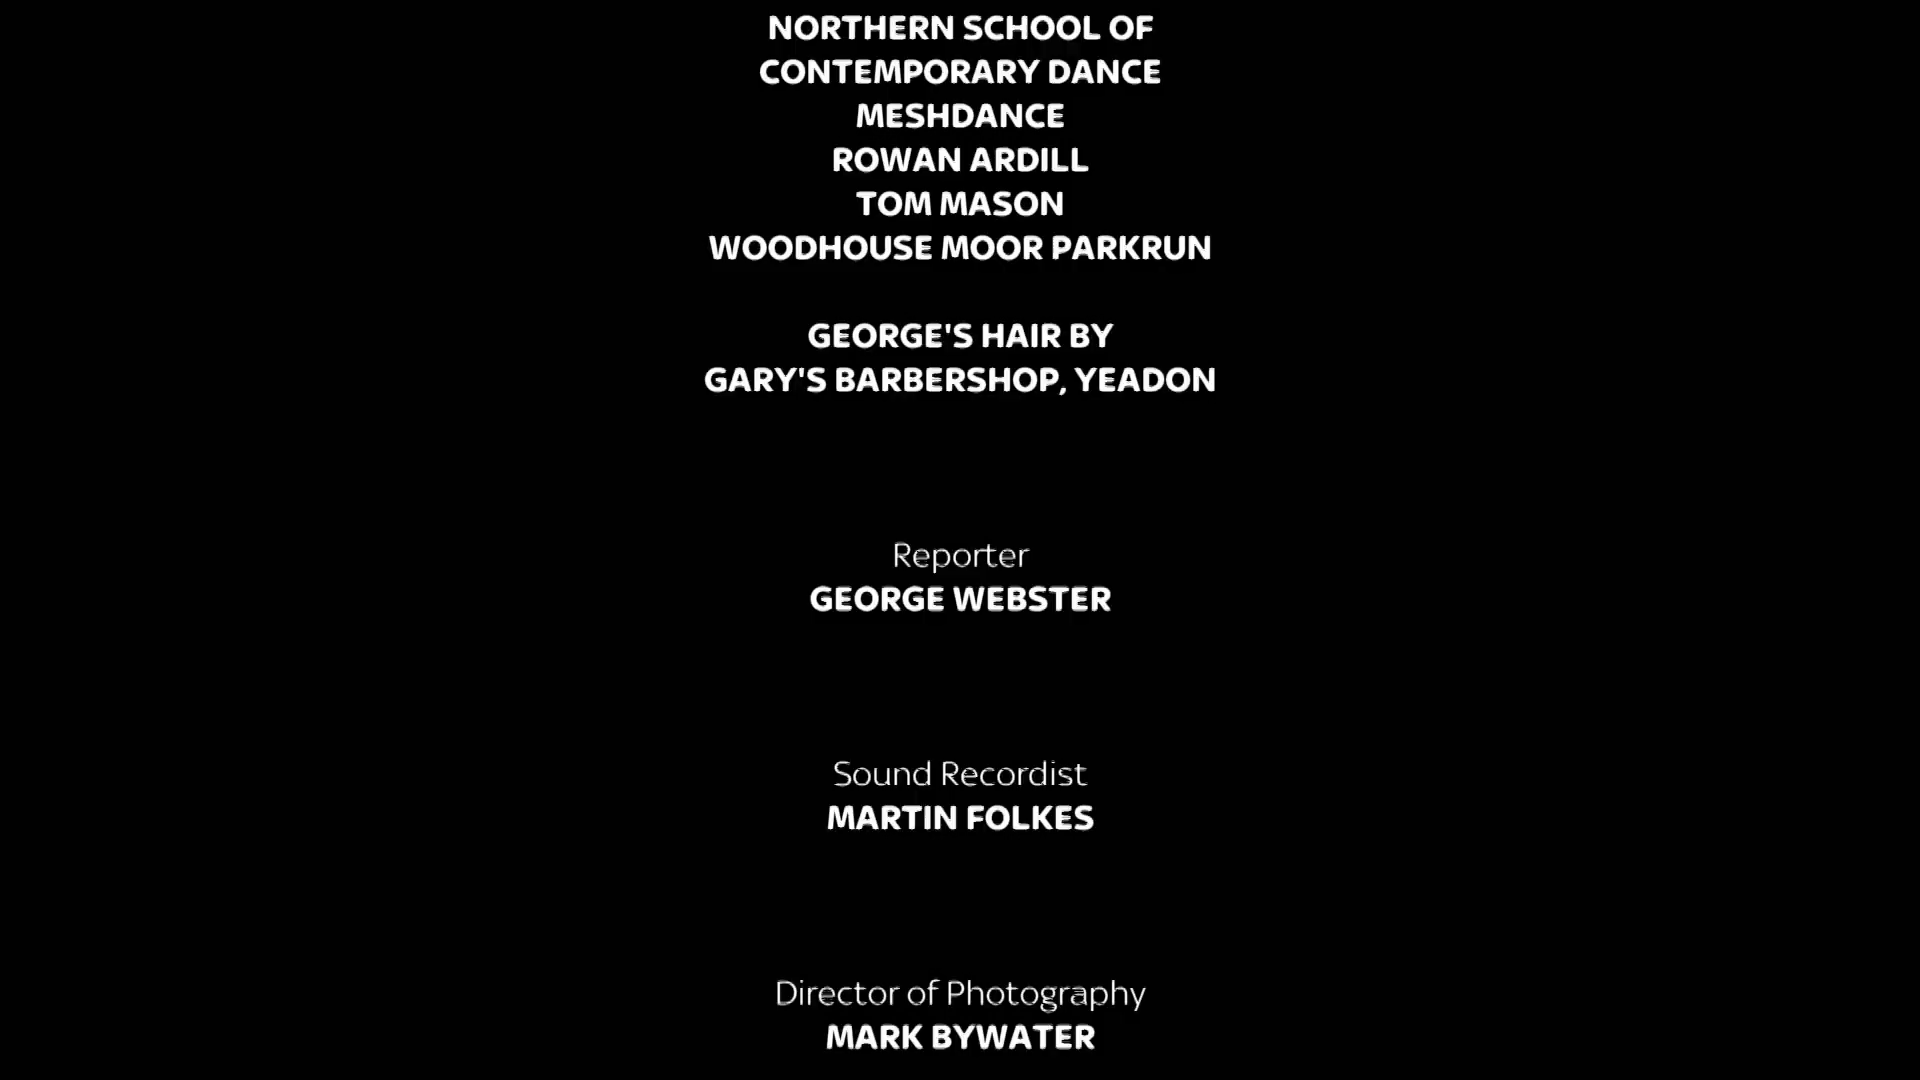 NORTHERN SCHOOL OF
CONTEMPORARY DANCE
MESHDANCE
ROWAN ARDILL
TOM MASON
WOODHOUSE MOOR PARKRUN
GEORGE'S HAIR BY
GARY'S BARBERSHOP, YEADON
Reporter
GEORGE WEBSTER
Sound Recordist
MARTIN FOLKES
Director of Photography
MARK BYWATER